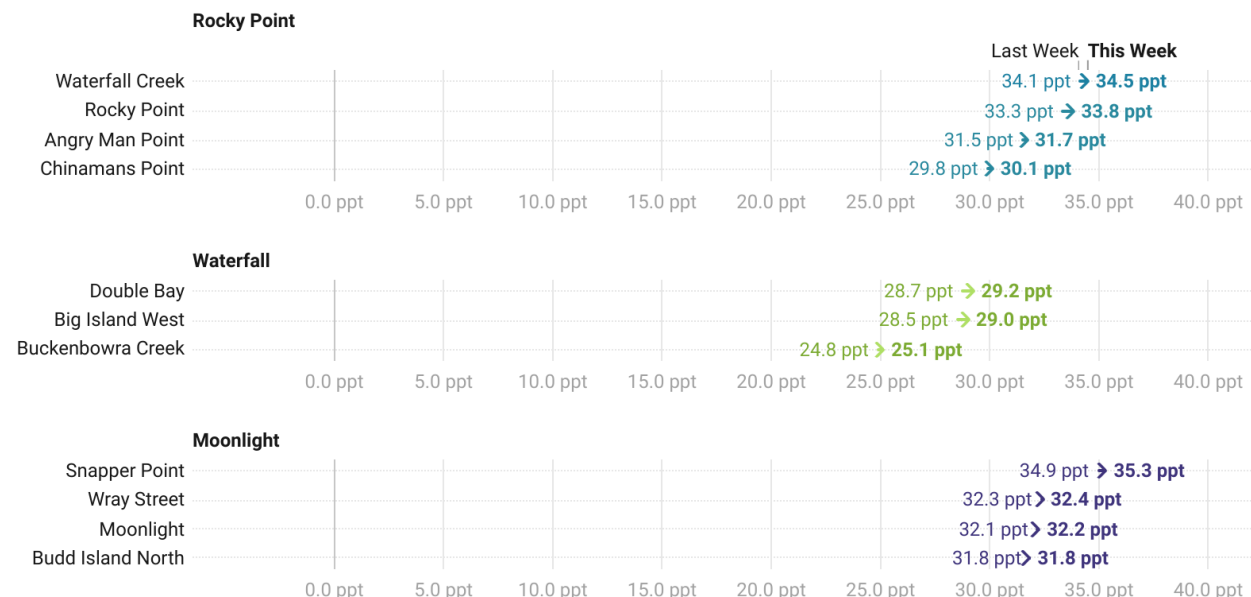 Rocky Point
Last Week This Week
Waterfall Creek 34.1 ppt 34.5 ppt
Rocky Point 33.3 ppt 33.8 ppt
Angry Man Point 31.5 ppt 31.7 ppt
Chinamans Point 29.8 ppt 30.1 ppt
0.0 ppt 5.0 ppt 10.0 ppt 15.0 ppt 20.0 ppt 25.0 ppt 30.0 ppt 35.0 ppt 40.0 ppt
Waterfall
Double Bay 28.7 ppt 29.2 ppt
Big Island West 28.5 ppt 29.0 ppt
Buckenbowra Creek 24.8 ppt 25.1 ppt
0.0 ppt 5.0 ppt 10.0 ppt 15.0 ppt 20.0 ppt 25.0 ppt 30.0 ppt 35.0 ppt 40.0 ppt
Moonlight
Snapper Point 34.9 ppt 35.3 ppt
Wray Street 32.3 ppt 32.4 ppt
Moonlight 32.1 ppt 32.2 ppt
Budd Island North 31.8 ppt 31.8 ppt
0.0 ppt 5.0 ppt 10.0 ppt 15.0 ppt 20.0 ppt 25.0 ppt 30.0 ppt 35.0 ppt 40.0 ppt